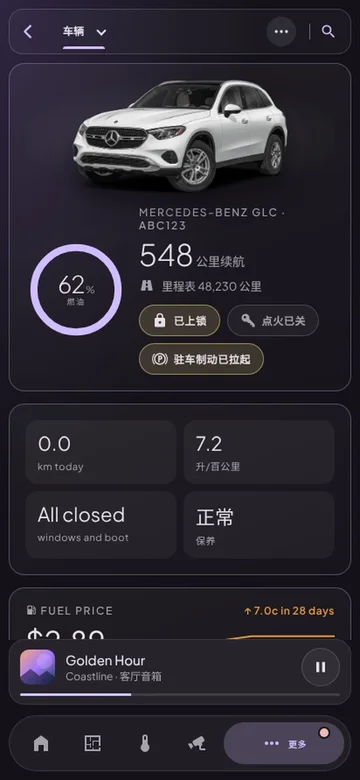 车辆
MERCEDES-BENZ GLC ·
ABC123
548 公里续航
62%
燃油
里程表 48,230 公里
已上锁
点火已关
驻车制动已拉起
0.0
km today
7.2
升/百公里
All closed
windows and boot
正常
保养
FUEL PRICE
↑ 7.0c in 28 days
Golden Hour
Coastline · 客厅音箱
更多